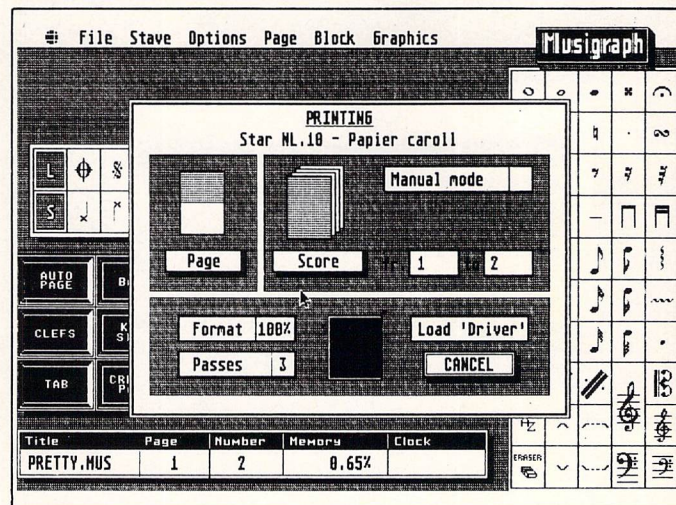 File Stave Options Page Block Graphics
Musigraph
PRINTING
Star NL.10 - Papier caroll
L
Manual mode
S
Page
Score
1
2
AUTO
PAGE
Format 100%
Load 'Driver'
CLEFS
Passes 3
CANCEL
TAB
Title Page Number Memory Clock
PRETTY.MUS 1 2 0.65%
ERASER